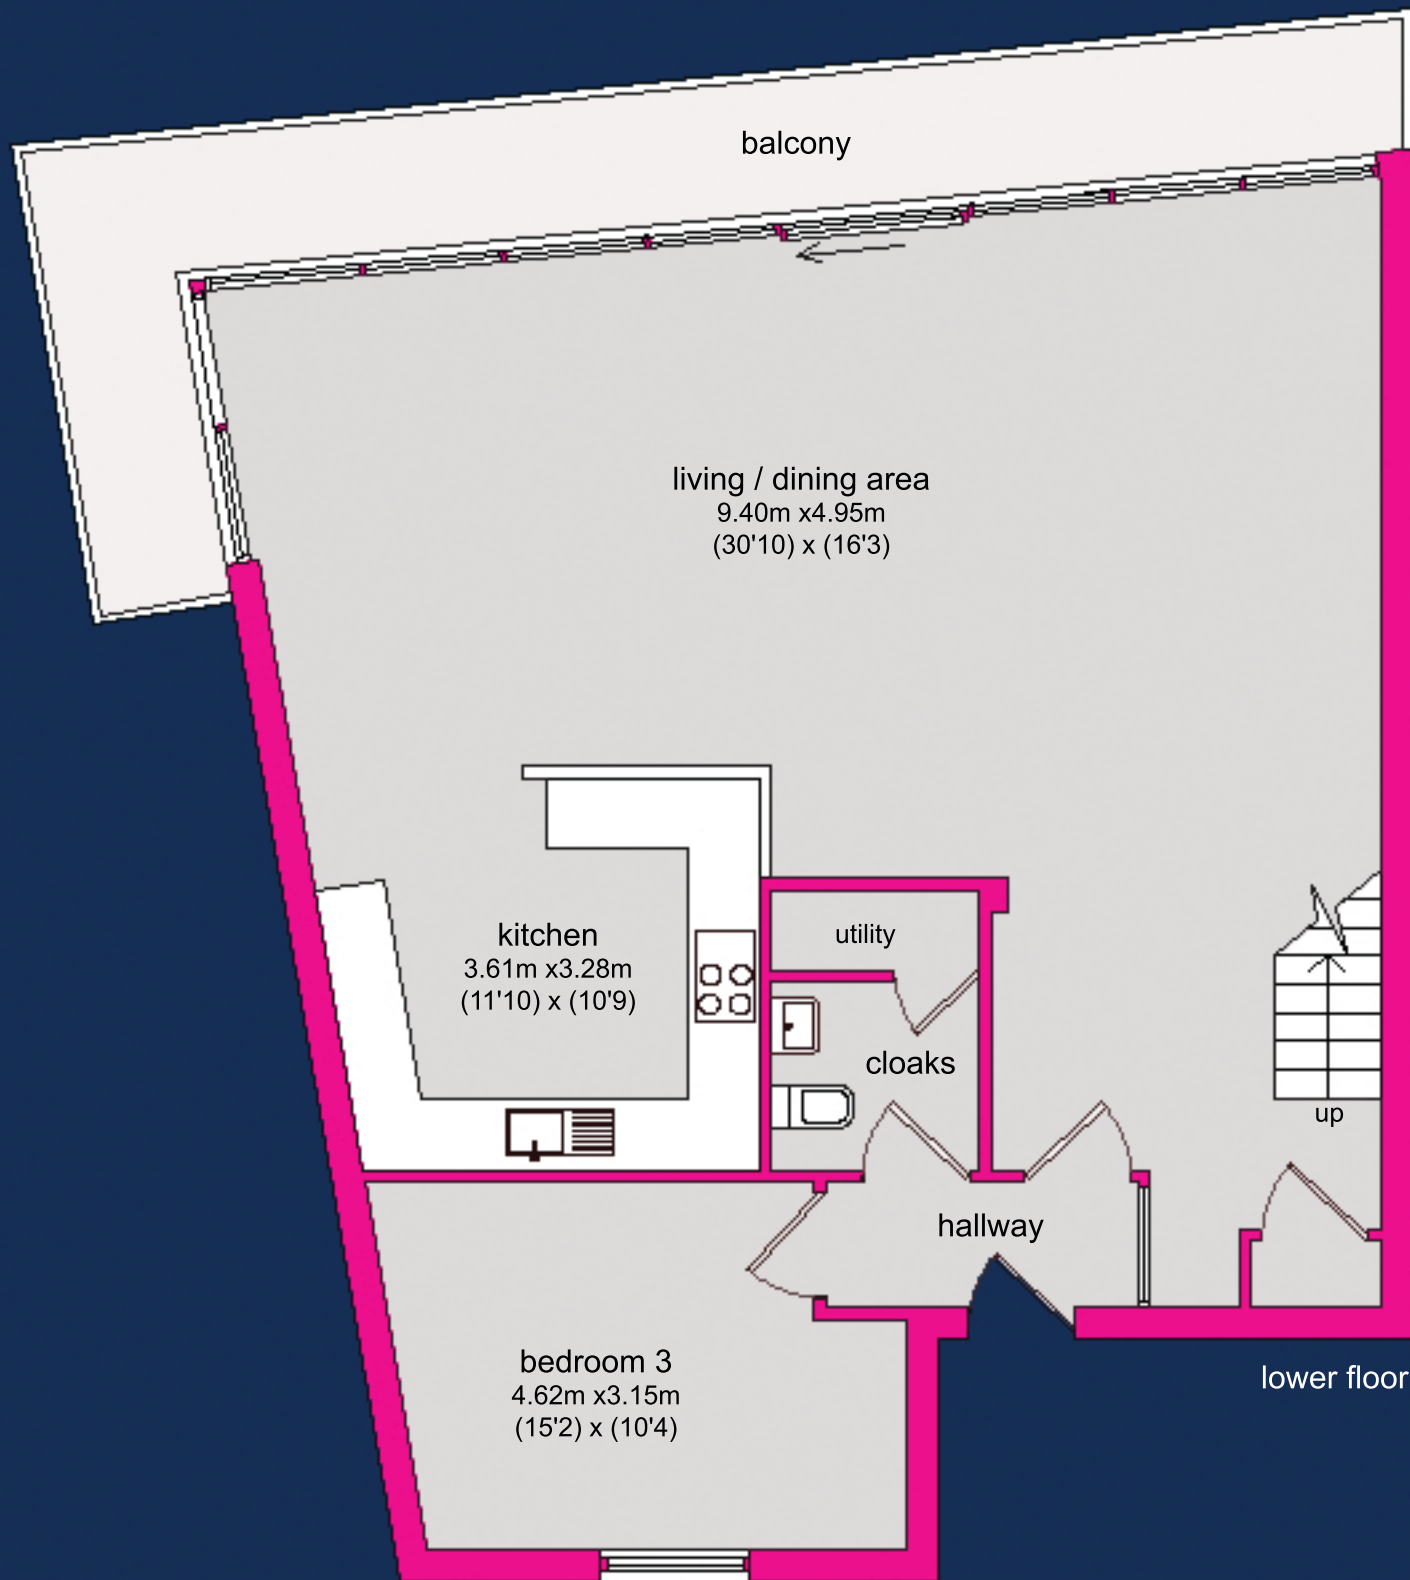 balcony
living / dining area
9.40m x4.95m
(30'10) x (16'3)
kitchen
3.61m x3.28m
(11'10) x (10'9)
utility
cloaks
up
hallway
bedroom 3
4.62m x3.15m
(15'2) x (10'4)
lower floor